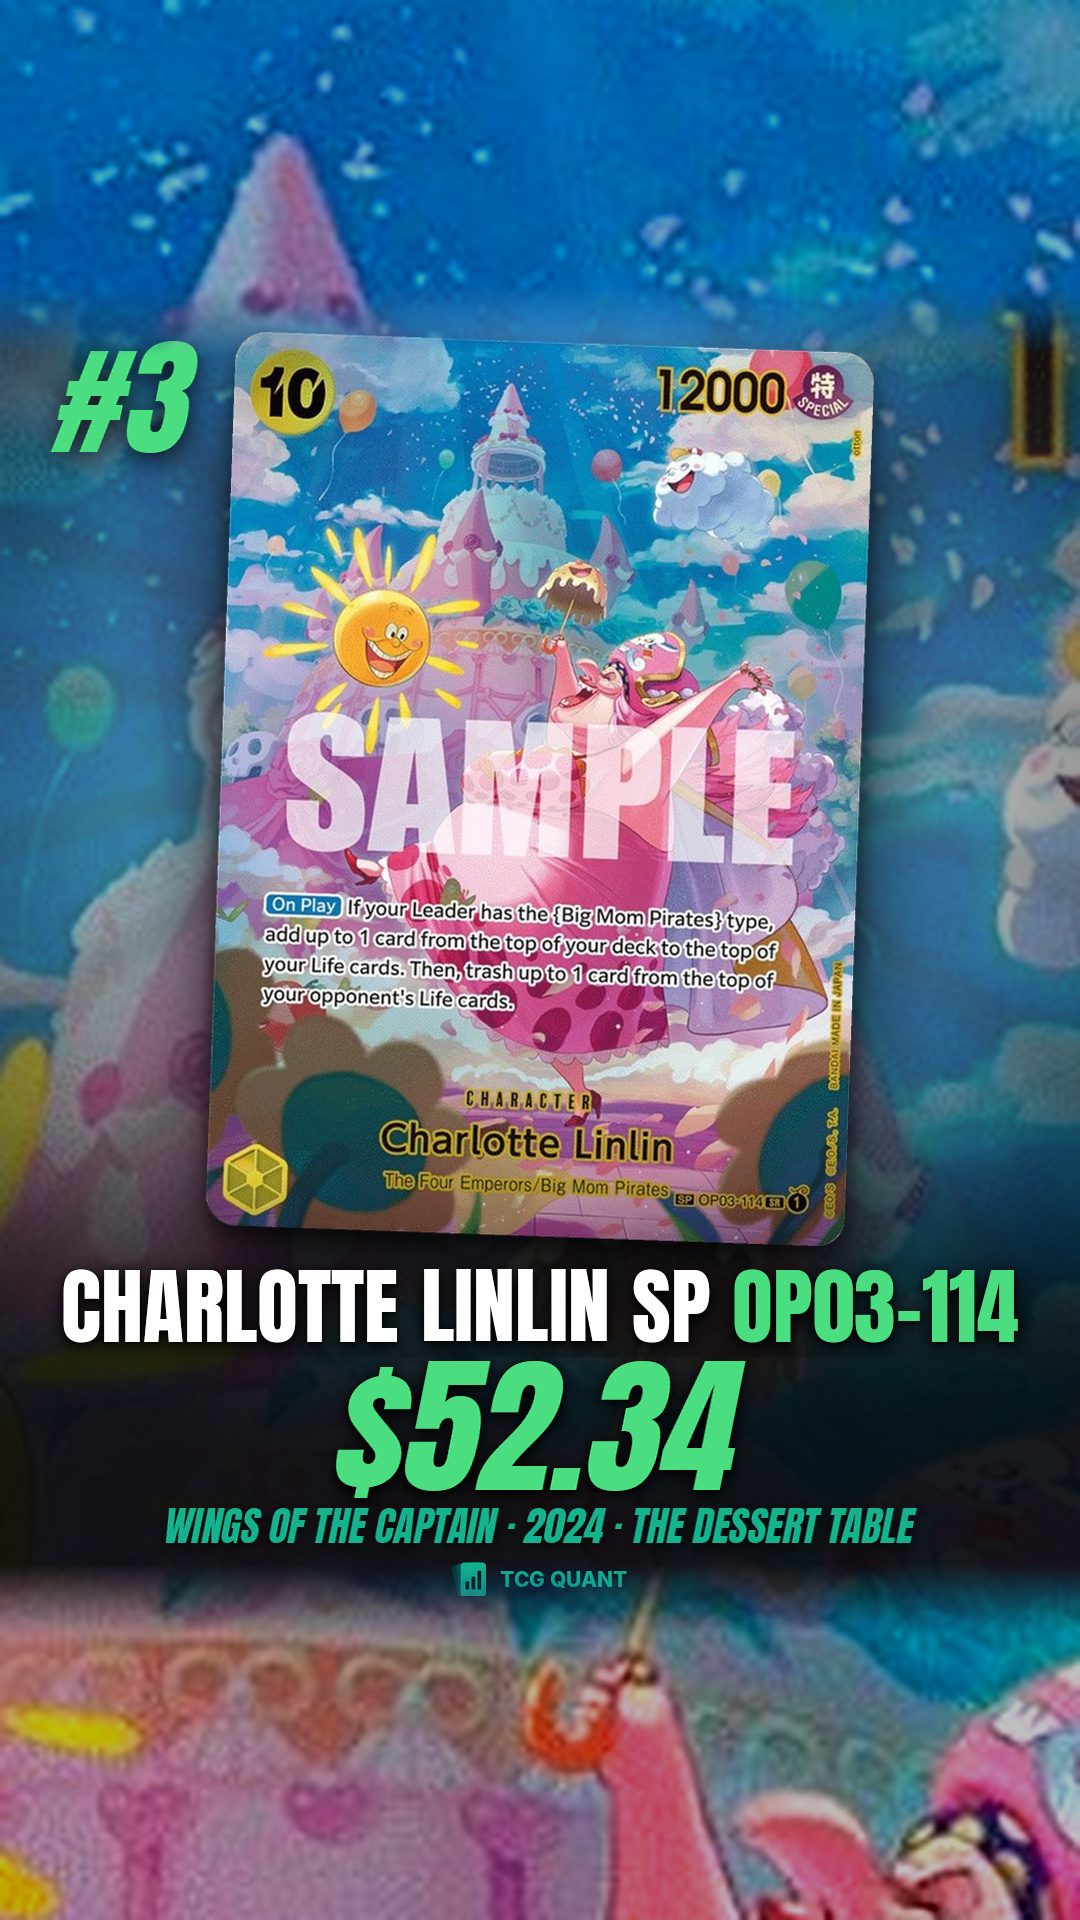 #3
10
12000
特
SPECIAL
otton
SAMPLE
On Play If your Leader has the {Big Mom Pirates} type,
add up to 1 card from the top of your deck to the top of
your Life cards. Then, trash up to 1 card from the top of
your opponent's Life cards.
BANDAI MADE IN JAPAN
CHARACTER
Charlotte Linlin
The Four Emperors/Big Mom Pirates
SP OP03-114 SR 1
CHARLOTTE LINLIN SP OP03-114
$52.34
WINGS OF THE CAPTAIN · 2024 · THE DESSERT TABLE
TCG QUANT